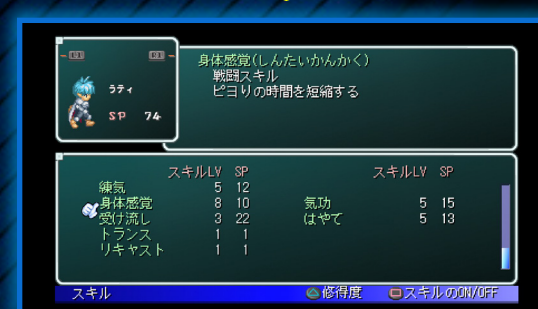 身体感覚(しんたいかんかく)
戦闘スキル
ピヨりの時間を短縮する
ラティ
SP 74
スキルLV SP スキルLV SP
練気 5 12
身体感覚 8 10 気功 5 15
受け流し 3 22 はやて 5 13
トランス 1 1
リキャスト 1 1
スキル 修得度 スキルのON/OFF